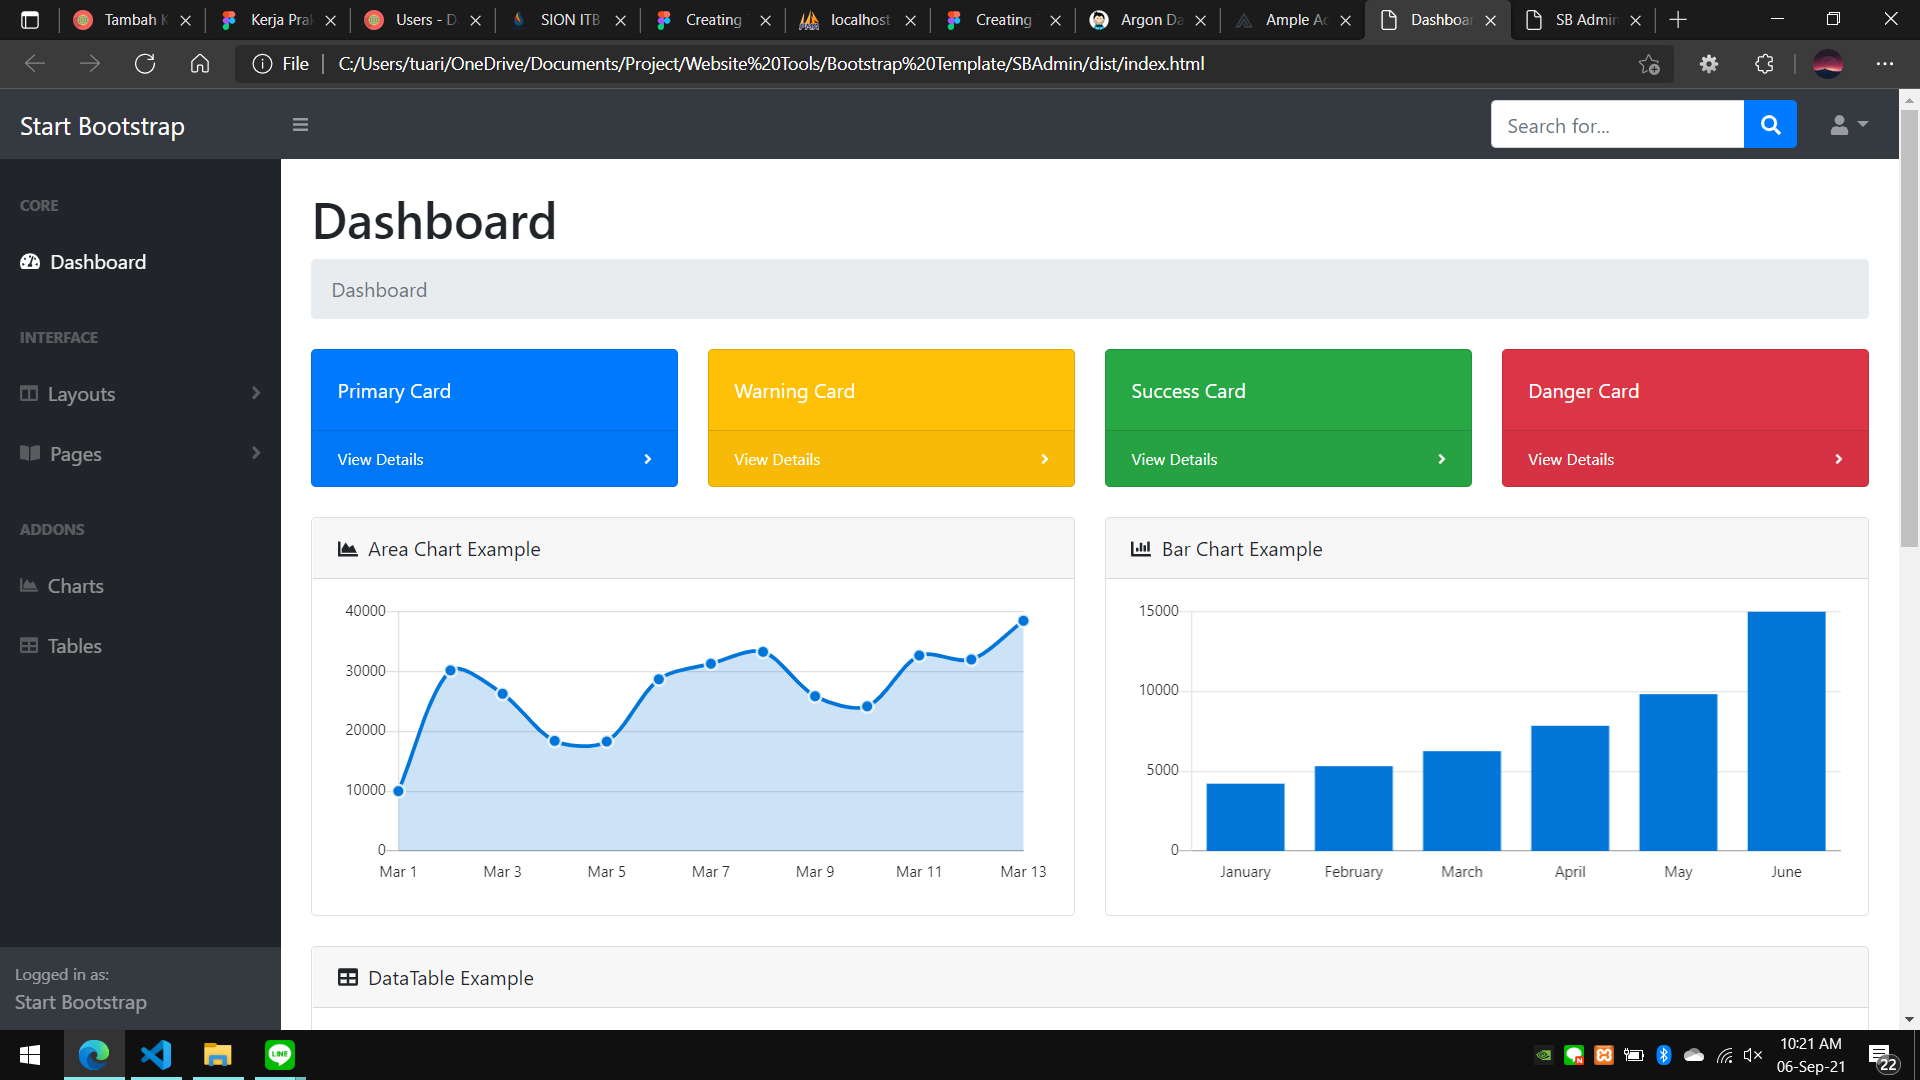 Tambah K
Kerja Pra
Users - D
SION ITB
Creating
localhost
Creating
Argon Da
Ample Ad
Dashboar
SB Admin
File
C:/Users/tuari/OneDrive/Documents/Project/Website%20Tools/Bootstrap%20Template/SBAdmin/dist/index.html
Start Bootstrap
Search for...
CORE
Dashboard
INTERFACE
Layouts
Pages
ADDONS
Charts
Tables
Logged in as:
Start Bootstrap
Dashboard
Dashboard
Primary Card
View Details
Warning Card
View Details
Success Card
View Details
Danger Card
View Details
Area Chart Example
40000
30000
20000
10000
0
Mar 1 Mar 3 Mar 5 Mar 7 Mar 9 Mar 11 Mar 13
Bar Chart Example
15000
10000
5000
0
January February March April May June
DataTable Example
LINE
10:21 AM
06-Sep-21
22